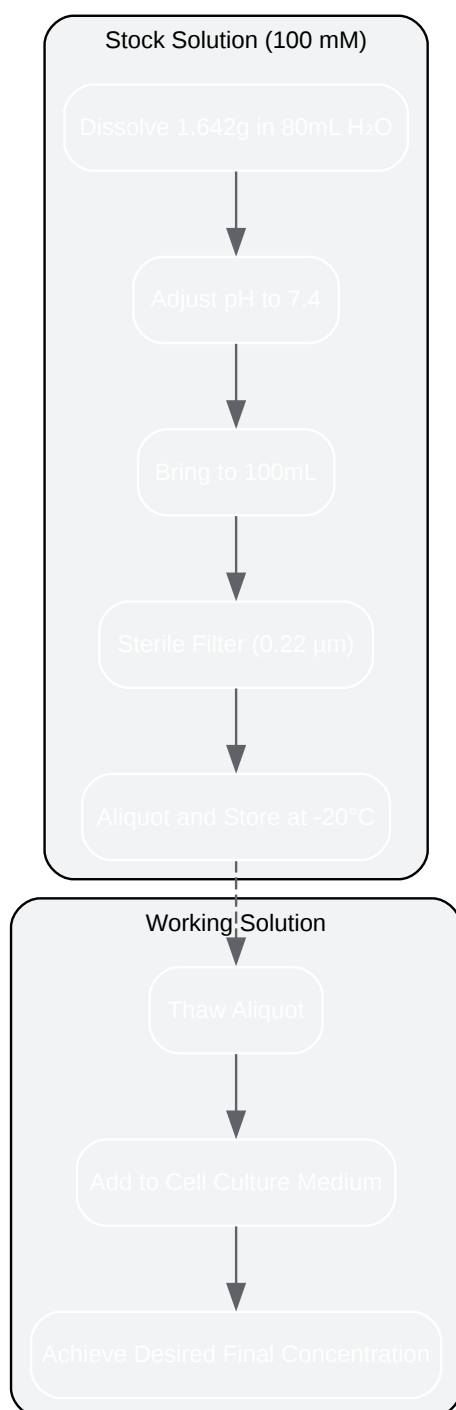 Stock Solution (100 mM)
Dissolve 1.642g in 80mL H₂O
Adjust pH to 7.4
Bring to 100mL
Sterile Filter (0.22 µm)
Aliquot and Store at -20°C
Working Solution
Thaw Aliquot
Add to Cell Culture Medium
Achieve Desired Final Concentration